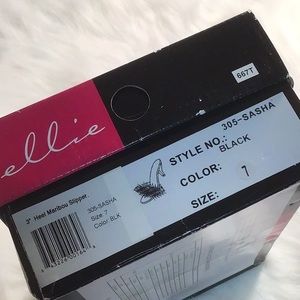 ellie
667T
3" Heel Maribou Slipper.
305-SASHA
Size: 7
Color BLK
STYLE NO.: 305-SASHA
COLOR: BLACK
SIZE: 7